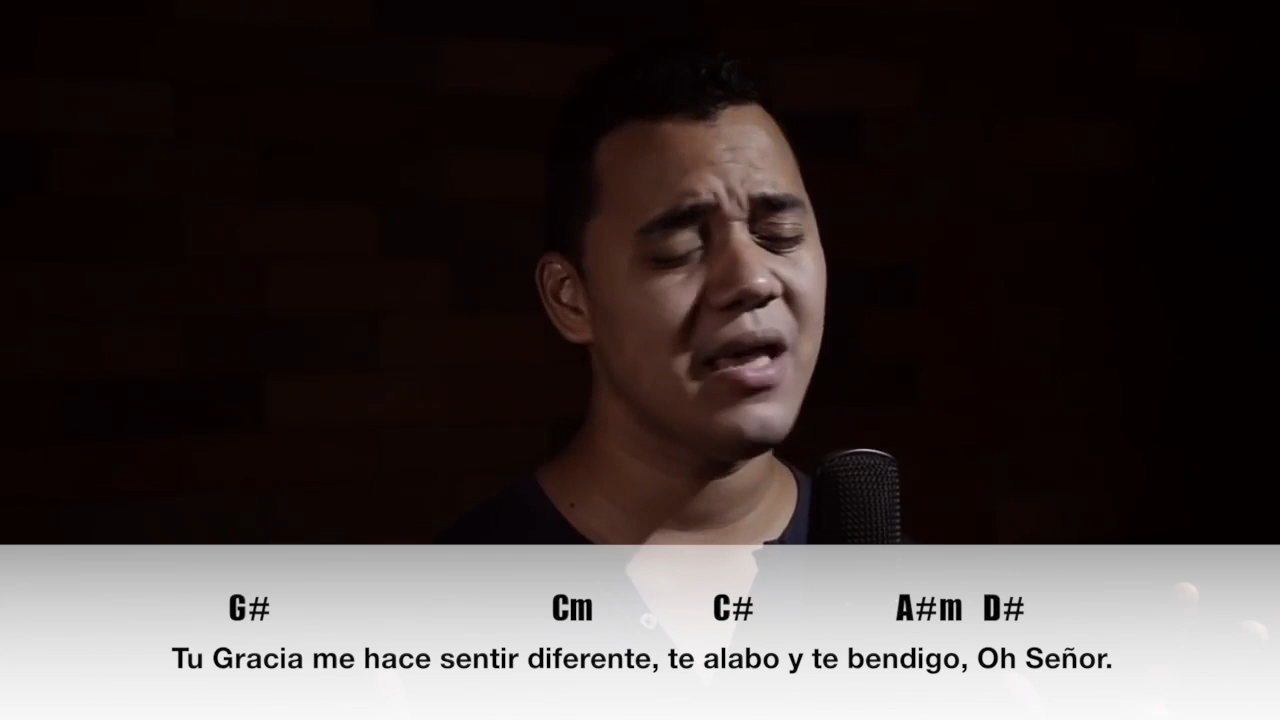 G# Cm C# A#m D#
Tu Gracia me hace sentir diferente, te alabo y te bendigo, Oh Señor.